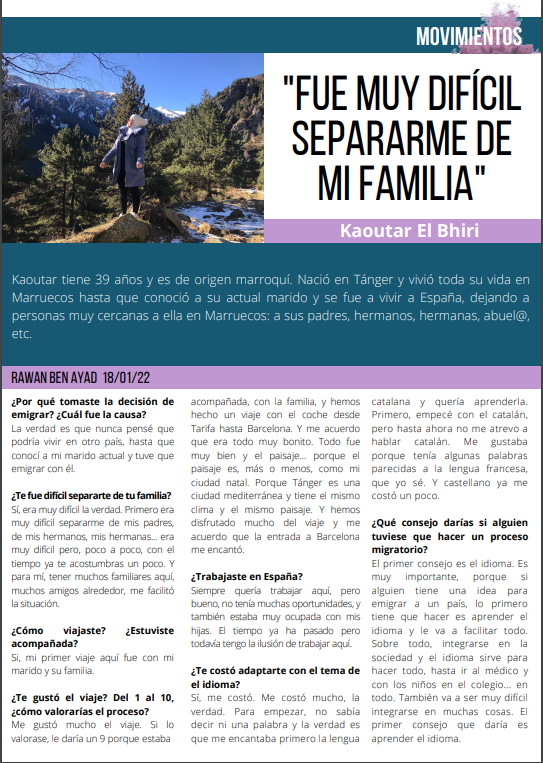 MOVIMIENTOS
"FUE MUY DIFÍCIL
SEPARARME DE
MI FAMILIA"
Kaoutar El Bhiri
Kaoutar tiene 39 años y es de origen marroquí. Nació en Tánger y vivió toda su vida en
Marruecos hasta que conoció a su actual marido y se fue a vivir a España, dejando a
personas muy cercanas a ella en Marruecos: a sus padres, hermanos, hermanas, abuel@,
etc.
RAWAN BEN AYAD 18/01/22
¿Por qué tomaste la decisión de
emigrar? ¿Cuál fue la causa?
La verdad es que nunca pensé que
podría vivir en otro país, hasta que
conocí a mi marido actual y tuve que
emigrar con él.
¿Te fue difícil separarte de tu familia?
Sí, era muy difícil la verdad. Primero era
muy difícil separarme de mis padres,
de mis hermanos, mis hermanas... era
muy difícil pero, poco a poco, con el
tiempo ya te acostumbras un poco. Y
para mí, tener muchos familiares aquí,
muchos amigos alrededor, me facilitó
la situación.
¿Cómo viajaste? ¿Estuviste
acompañada?
Si, mi primer viaje aquí fue con mi
marido y su familia.
¿Te gustó el viaje? Del 1 al 10,
¿cómo valorarías el proceso?
Me gustó mucho el viaje. Si lo
valorase, le daría un 9 porque estaba
acompañada, con la familia, y hemos
hecho un viaje con el coche desde
Tarifa hasta Barcelona. Y me acuerdo
que era todo muy bonito. Todo fue
muy bien y el paisaje... porque el
paisaje es, más o menos, como mi
ciudad natal. Porque Tánger es una
ciudad mediterránea y tiene el mismo
clima y el mismo paisaje. Y hemos
disfrutado mucho del viaje y me
acuerdo que la entrada a Barcelona
me encantó.
¿Trabajaste en España?
Siempre quería trabajar aquí, pero
bueno, no tenía muchas oportunidades, y
también estaba muy ocupada con mis
hijas. El tiempo ya ha pasado pero
todavía tengo la ilusión de trabajar aquí.
¿Te costó adaptarte con el tema de
el idioma?
Sí, me costó. Me costó mucho, la
verdad. Para empezar, no sabía
decir ni una palabra y la verdad es
que me encantaba primero la lengua
catalana y quería aprenderla.
Primero, empecé con el catalán,
pero hasta ahora no me atrevo a
hablar catalán. Me gustaba
porque tenía algunas palabras
parecidas a la lengua francesa,
que yo sé. Y castellano ya me
costó un poco.
¿Qué consejo darías si alguien
tuviese que hacer un proceso
migratorio?
El primer consejo es el idioma. Es
muy importante, porque si
alguien tiene una idea para
emigrar a un país, lo primero
tiene que hacer es aprender el
idioma y le va a facilitar todo.
Sobre todo, integrarse en la
sociedad y el idioma sirve para
hacer todo, hasta ir al médico y
con los niños en el colegio... en
todo. También va a ser muy difícil
integrarse en muchas cosas. El
primer consejo que daría es
aprender el idioma.